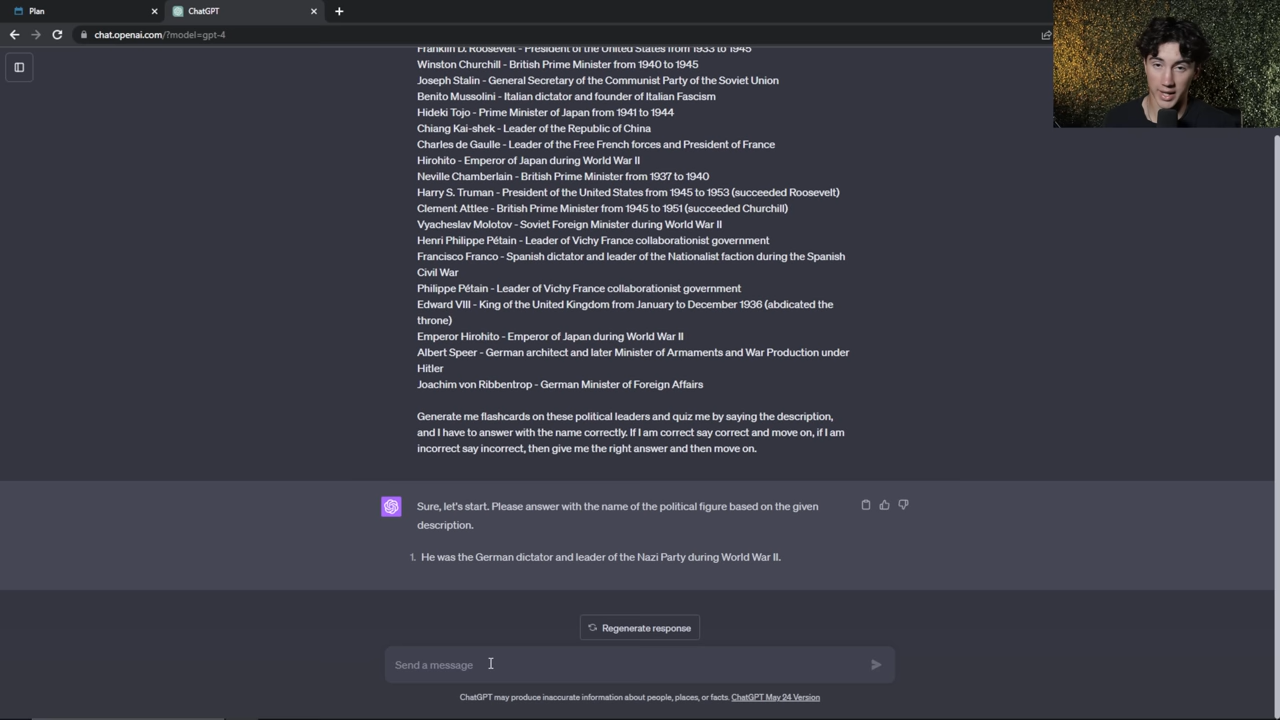 Plan
ChatGPT
chat.openai.com/?model=gpt-4
Franklin D. Roosevelt - President of the United States from 1933 to 1945
Winston Churchill - British Prime Minister from 1940 to 1945
Joseph Stalin - General Secretary of the Communist Party of the Soviet Union
Benito Mussolini - Italian dictator and founder of Italian Fascism
Hideki Tojo - Prime Minister of Japan from 1941 to 1944
Chiang Kai-shek - Leader of the Republic of China
Charles de Gaulle - Leader of the Free French forces and President of France
Hirohito - Emperor of Japan during World War II
Neville Chamberlain - British Prime Minister from 1937 to 1940
Harry S. Truman - President of the United States from 1945 to 1953 (succeeded Roosevelt)
Clement Attlee - British Prime Minister from 1945 to 1951 (succeeded Churchill)
Vyacheslav Molotov - Soviet Foreign Minister during World War II
Henri Philippe Pétain - Leader of Vichy France collaborationist government
Francisco Franco - Spanish dictator and leader of the Nationalist faction during the Spanish
Civil War
Philippe Pétain - Leader of Vichy France collaborationist government
Edward VIII - King of the United Kingdom from January to December 1936 (abdicated the
throne)
Emperor Hirohito - Emperor of Japan during World War II
Albert Speer - German architect and later Minister of Armaments and War Production under
Hitler
Joachim von Ribbentrop - German Minister of Foreign Affairs
Generate me flashcards on these political leaders and quiz me by saying the description,
and I have to answer with the name correctly. If I am correct say correct and move on, if I am
incorrect say incorrect, then give me the right answer and then move on.
Sure, let's start. Please answer with the name of the political figure based on the given
description.
1. He was the German dictator and leader of the Nazi Party during World War II.
Regenerate response
Send a message
ChatGPT may produce inaccurate information about people, places, or facts. ChatGPT May 24 Version